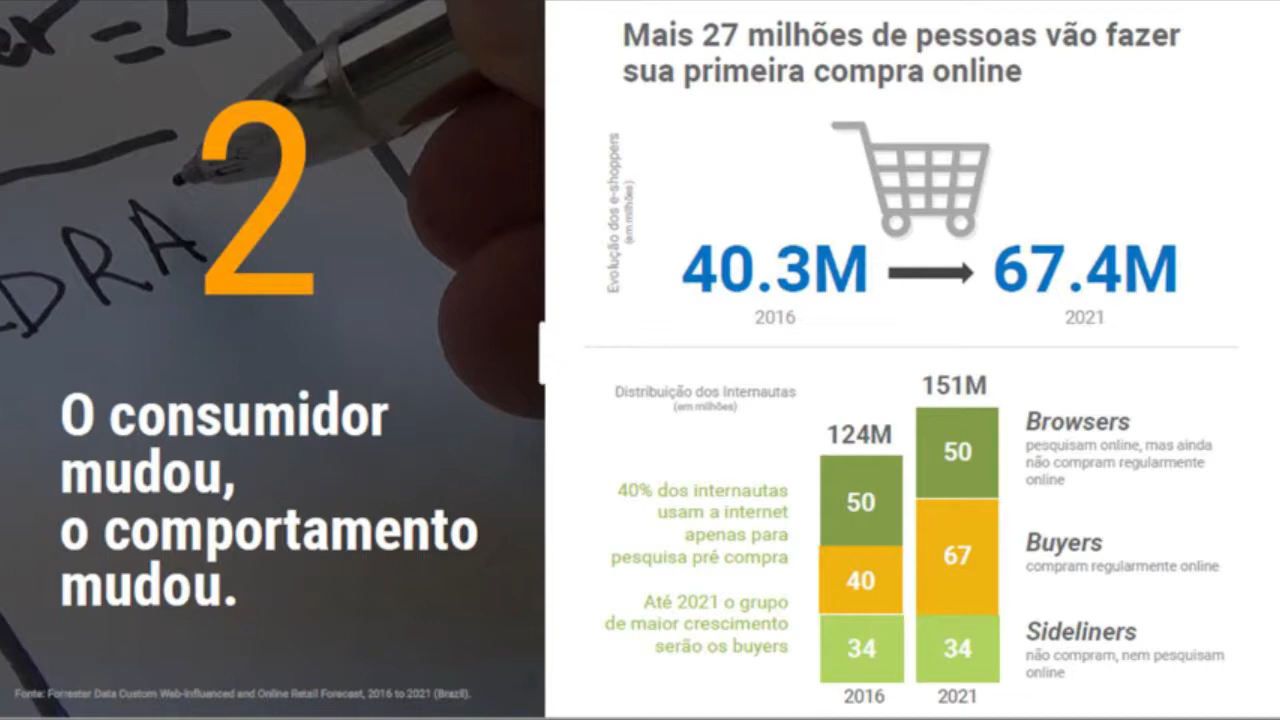 2
O consumidor
mudou,
o comportamento
mudou.
Fonte: Forrester Data Custom Web-Influenced and Online Retail Forecast, 2016 to 2021 (Brazil).
Mais 27 milhões de pessoas vão fazer
sua primeira compra online
Evolução dos e-shoppers
(em milhões)
40.3M
67.4M
2016
2021
Distribuição dos Internautas
(em milhões)
40% dos internautas
usam a internet
apenas para
pesquisa pré compra
Até 2021 o grupo
de maior crescimento
serão os buyers
124M
50
40
34
2016
151M
50
67
34
2021
Browsers
pesquisam online, mas ainda
não compram regularmente
online
Buyers
compram regularmente online
Sideliners
não compram, nem pesquisam
online